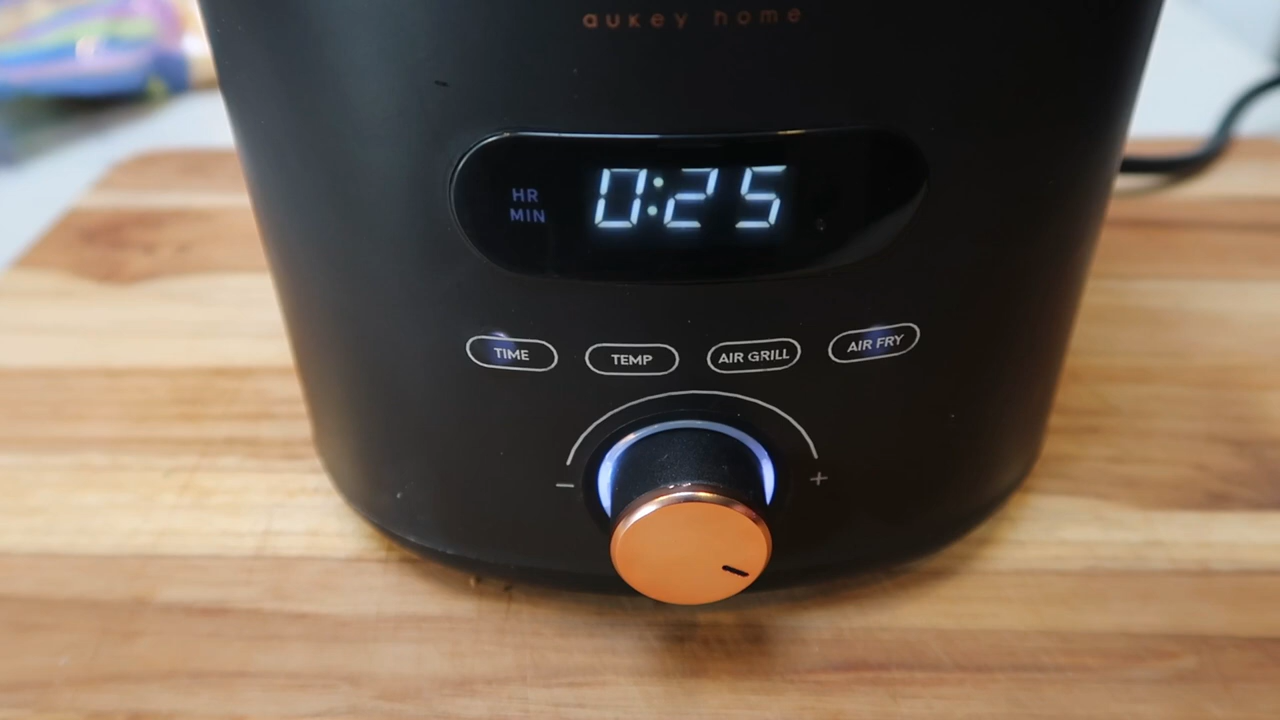 aukey home
HR
MIN
0:25
TIME
TEMP
AIR GRILL
AIR FRY
− +